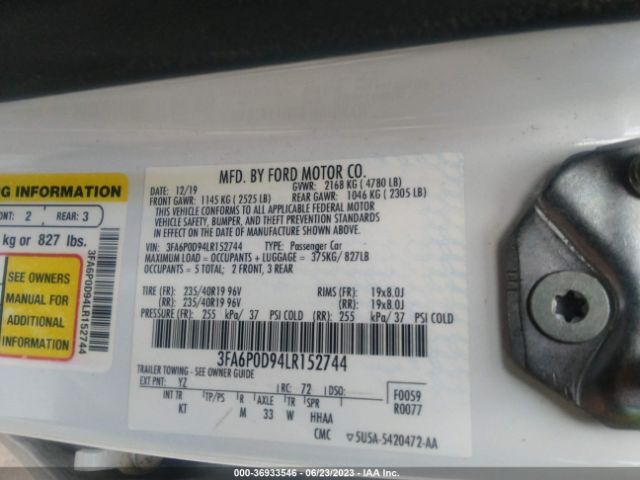 MFD. BY FORD MOTOR CO.
DATE: 12/19 GVWR: 2168 KG ( 4780 LB)
FRONT GAWR: 1145 KG ( 2525 LB) REAR GAWR: 1046 KG ( 2305 LB)
THIS VEHICLE CONFORMS TO ALL APPLICABLE FEDERAL MOTOR
VEHICLE SAFETY, BUMPER, AND THEFT PREVENTION STANDARDS
IN EFFECT ON THE DATE OF MANUFACTURE SHOWN ABOVE.
VIN: 3FA6P0D94LR152744 TYPE: Passenger Car
MAXIMUM LOAD = OCCUPANTS + LUGGAGE = 375KG/827LB
OCCUPANTS = 5 TOTAL: 2 FRONT, 3 REAR
TIRE (FR): 235/40R19 96V RIMS (FR): 19x8.0J
(RR): 235/40R19 96V (RR): 19x8.0J
PRESSURE (FR): 255 kPa/ 37 PSI COLD (RR): 255 kPa/ 37 PSI COLD
3FA6P0D94LR152744
TRAILER TOWING - SEE OWNER GUIDE
EXT PNT: YZ RC: 72 DSO: F0059
INT TR TP/PS R AXLE TR SPR R0077
KT M 33 W HHAA
CMC 5U5A-5420472-AA
NG INFORMATION
ONT: 2 REAR: 3
kg or 827 lbs.
SEE OWNERS
MANUAL FOR
ADDITIONAL
INFORMATION
3FA6P0D94LR152744
000-36933546 - 06/23/2023 - IAA Inc.